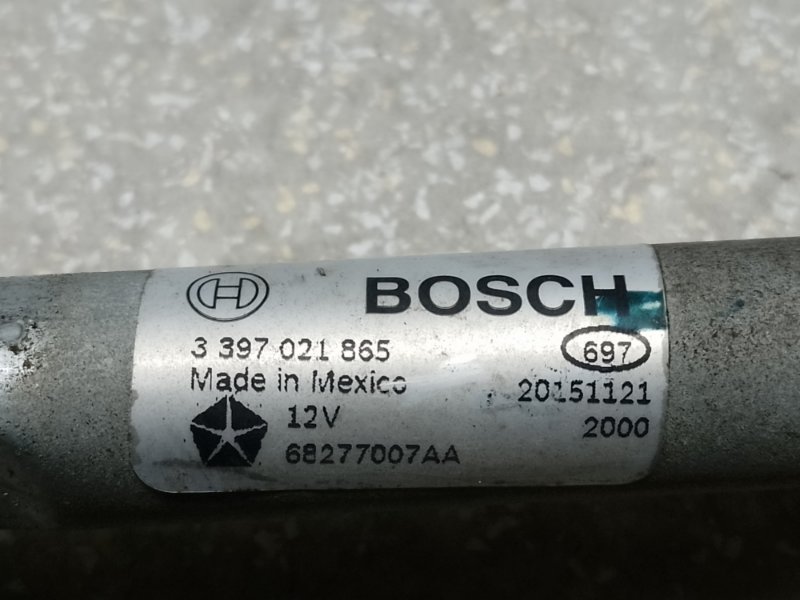 BOSCH
3 397 021 865
697
Made in Mexico
20151121
12V
2000
68277007AA